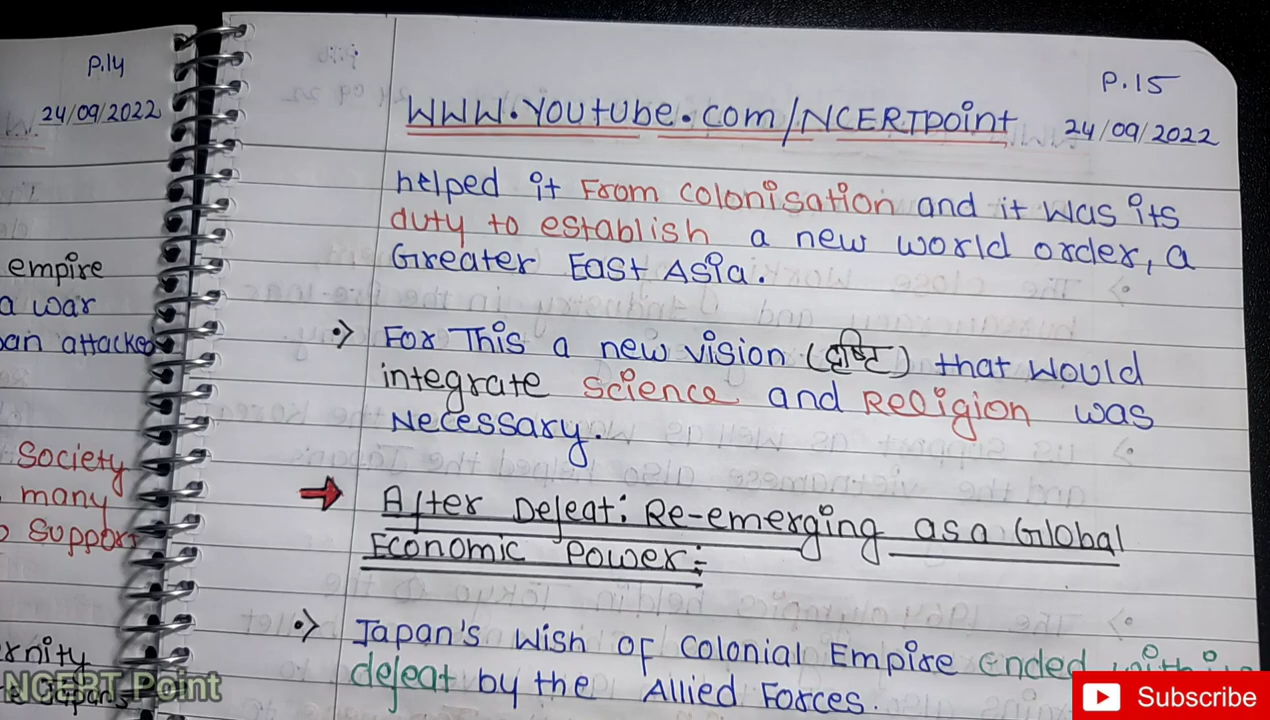 P.14
24/09/2022
empire
a war
pan attacked
Society
many
Support
rnity
P.15
WWW.YouTube.com/NCERTPoint
24/09/2022
helped it From colonisation and it was its
duty to establish a new world order, a
Greater East Asia.
For This a new vision (दृष्टि) that would
integrate science and Religion was
Necessary.
After Defeat: Re-emerging as a Global
Economic Power:
Japan's Wish of Colonial Empire ended with
defeat by the Allied Forces.
NCERT Point
Subscribe